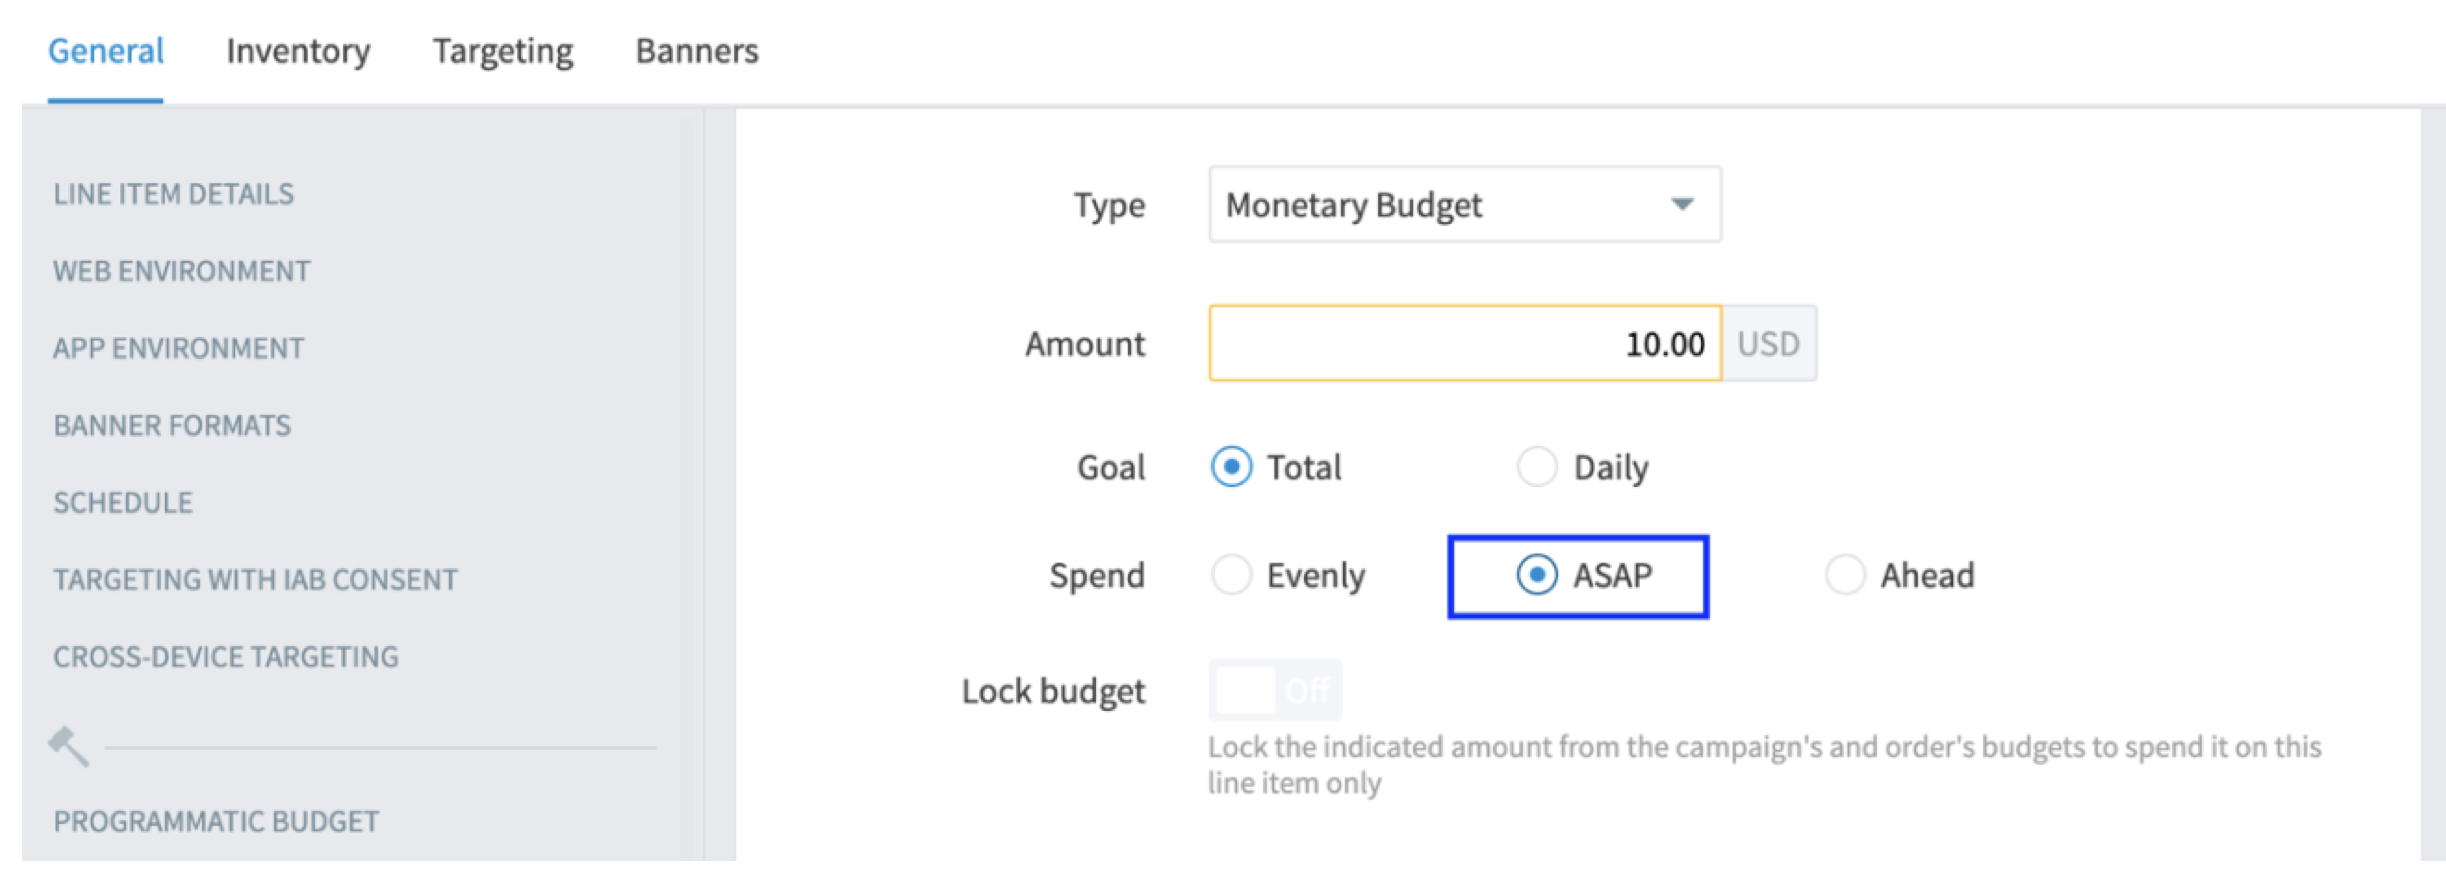 General Inventory Targeting Banners
LINE ITEM DETAILS
WEB ENVIRONMENT
APP ENVIRONMENT
BANNER FORMATS
SCHEDULE
TARGETING WITH IAB CONSENT
CROSS-DEVICE TARGETING
PROGRAMMATIC BUDGET
Type Monetary Budget
Amount 10.00 USD
Goal Total Daily
Spend Evenly ASAP Ahead
Lock budget Off
Lock the indicated amount from the campaign's and order's budgets to spend it on this
line item only